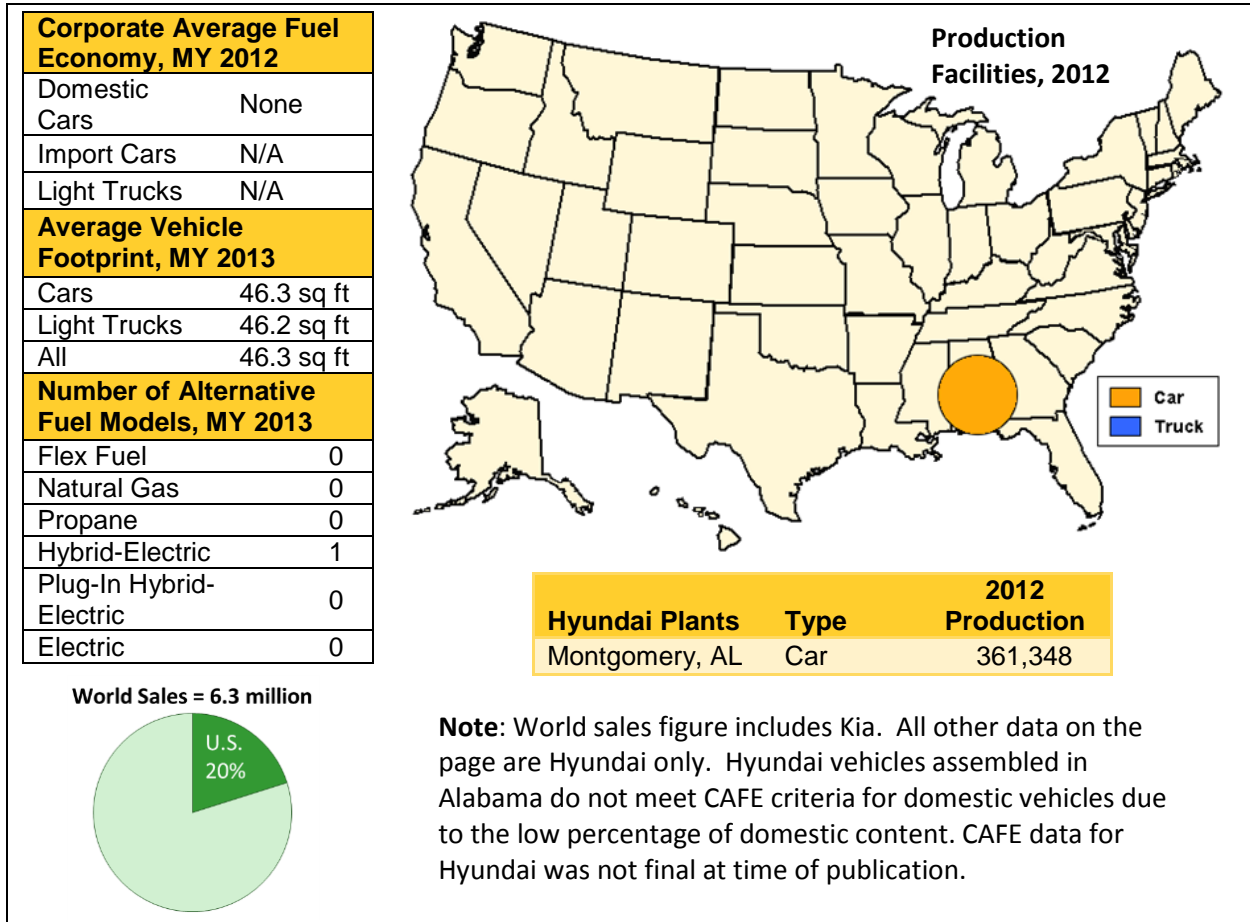 Corporate Average Fuel
Economy, MY 2012
Domestic
Cars None
Import Cars N/A
Light Trucks N/A
Average Vehicle
Footprint, MY 2013
Cars 46.3 sq ft
Light Trucks 46.2 sq ft
All 46.3 sq ft
Number of Alternative
Fuel Models, MY 2013
Flex Fuel 0
Natural Gas 0
Propane 0
Hybrid-Electric 1
Plug-In Hybrid-
Electric 0
Electric 0
World Sales = 6.3 million
U.S.
20%
Production
Facilities, 2012
Car
Truck
Hyundai Plants Type 2012
Production
Montgomery, AL Car 361,348
Note: World sales figure includes Kia. All other data on the
page are Hyundai only. Hyundai vehicles assembled in
Alabama do not meet CAFE criteria for domestic vehicles due
to the low percentage of domestic content. CAFE data for
Hyundai was not final at time of publication.